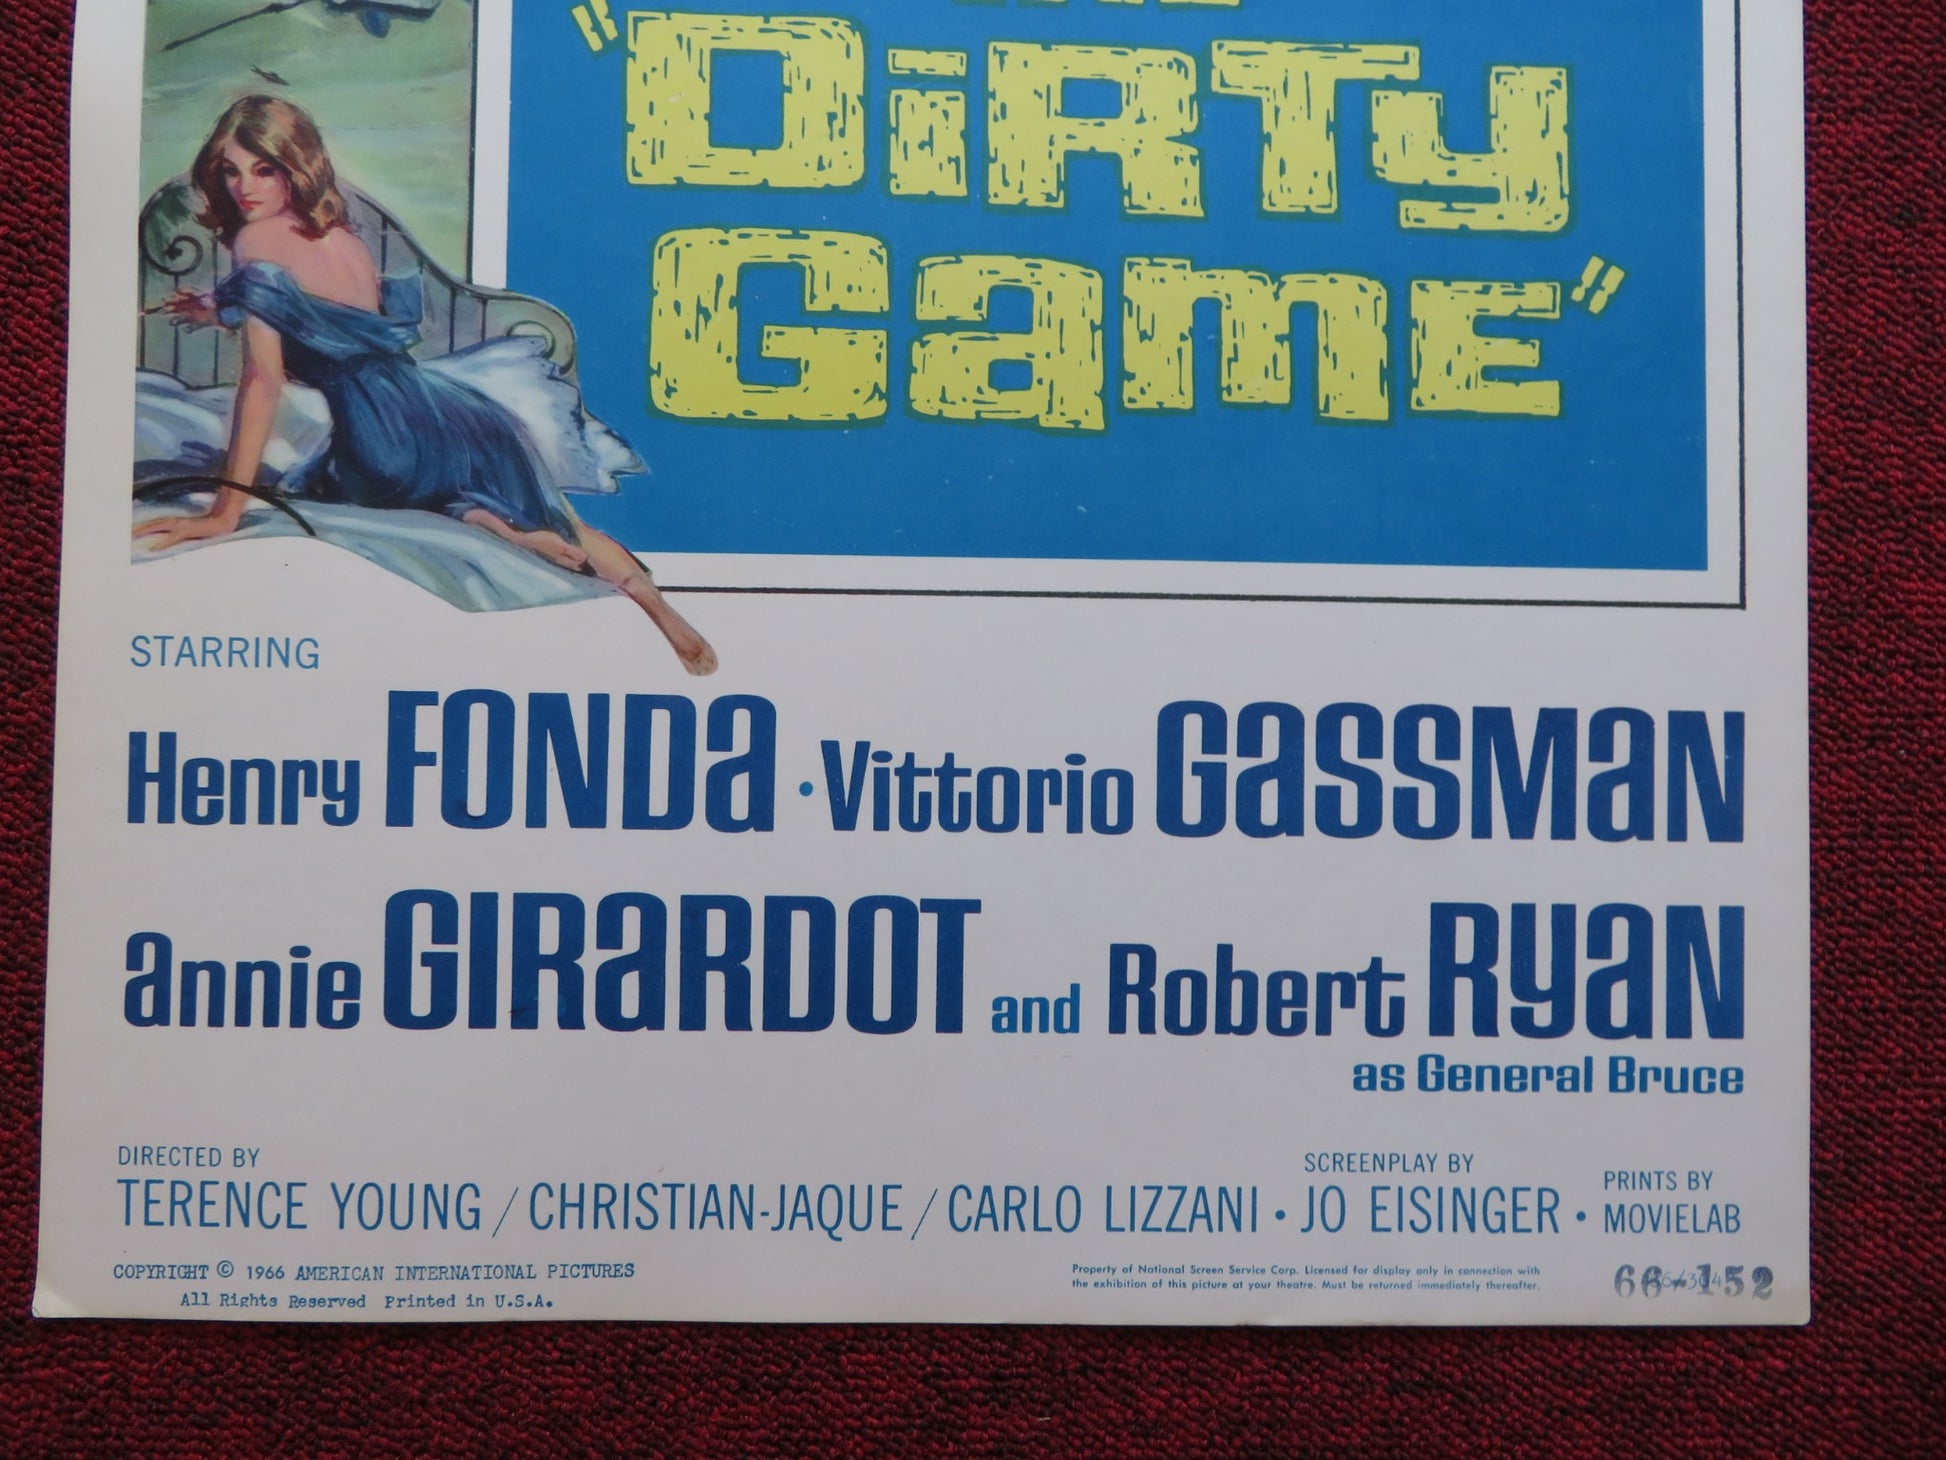 "DiRTy
Game"
STARRING
Henry FONDa · Vittorio GaSSMaN
annie GIRaRDOT and Robert RyaN
as General Bruce
DIRECTED BY
TERENCE YOUNG / CHRISTIAN-JAQUE / CARLO LIZZANI •
SCREENPLAY BY
JO EISINGER •
PRINTS BY
MOVIELAB
COPYRIGHT © 1966 AMERICAN INTERNATIONAL PICTURES
All Rights Reserved Printed in U.S.A.
Property of National Screen Service Corp. Licensed for display only in connection with
the exhibition of this picture at your theatre. Must be returned immediately thereafter.